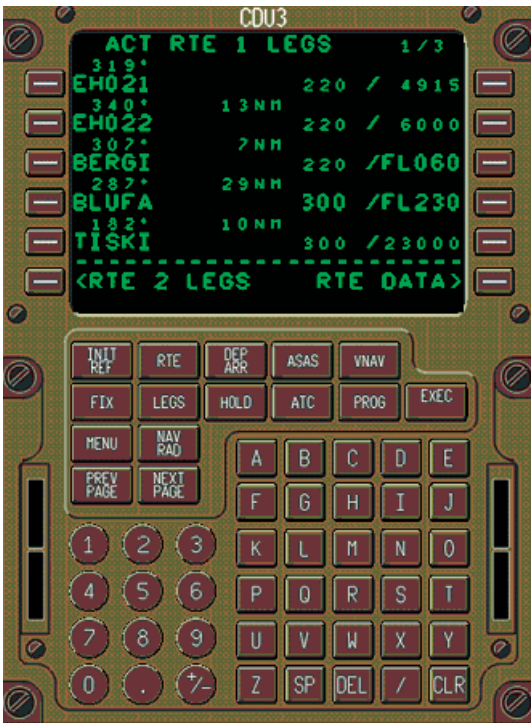 CDU3
ACT RTE 1 LEGS 1/3
319°
EH021 220 / 4915
340° 13NM
EH022 220 / 6000
307° 7NM
BERGI 220 /FL060
287° 29NM
BLUFA 300 /FL230
182° 10NM
TISKI 300 /23000
<RTE 2 LEGS RTE DATA>
INIT REF RTE DEP ARR ASAS VNAV
FIX LEGS HOLD ATC PROG EXEC
MENU NAV RAD
PREV PAGE NEXT PAGE
A B C D E
F G H I J
1 2 3 K L M N O
4 5 6 P Q R S T
7 8 9 U V W X Y
0 . +/- Z SP DEL / CLR